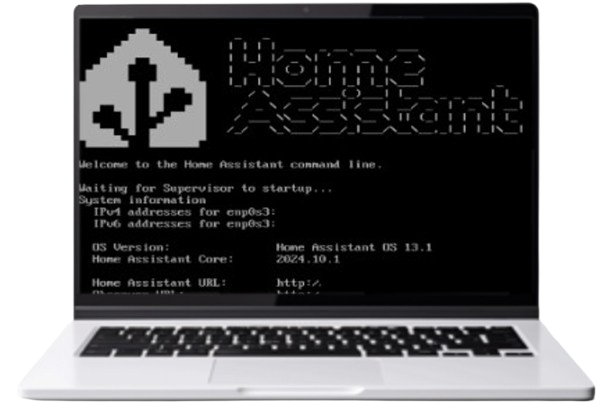 Home
Assistant
Welcome to the Home Assistant command line.
Waiting for Supervisor to startup...
System information
IPv4 addresses for enp0s3:
IPv6 addresses for enp0s3:
OS Version: Home Assistant OS 13.1
Home Assistant Core: 2024.10.1
Home Assistant URL: http:/